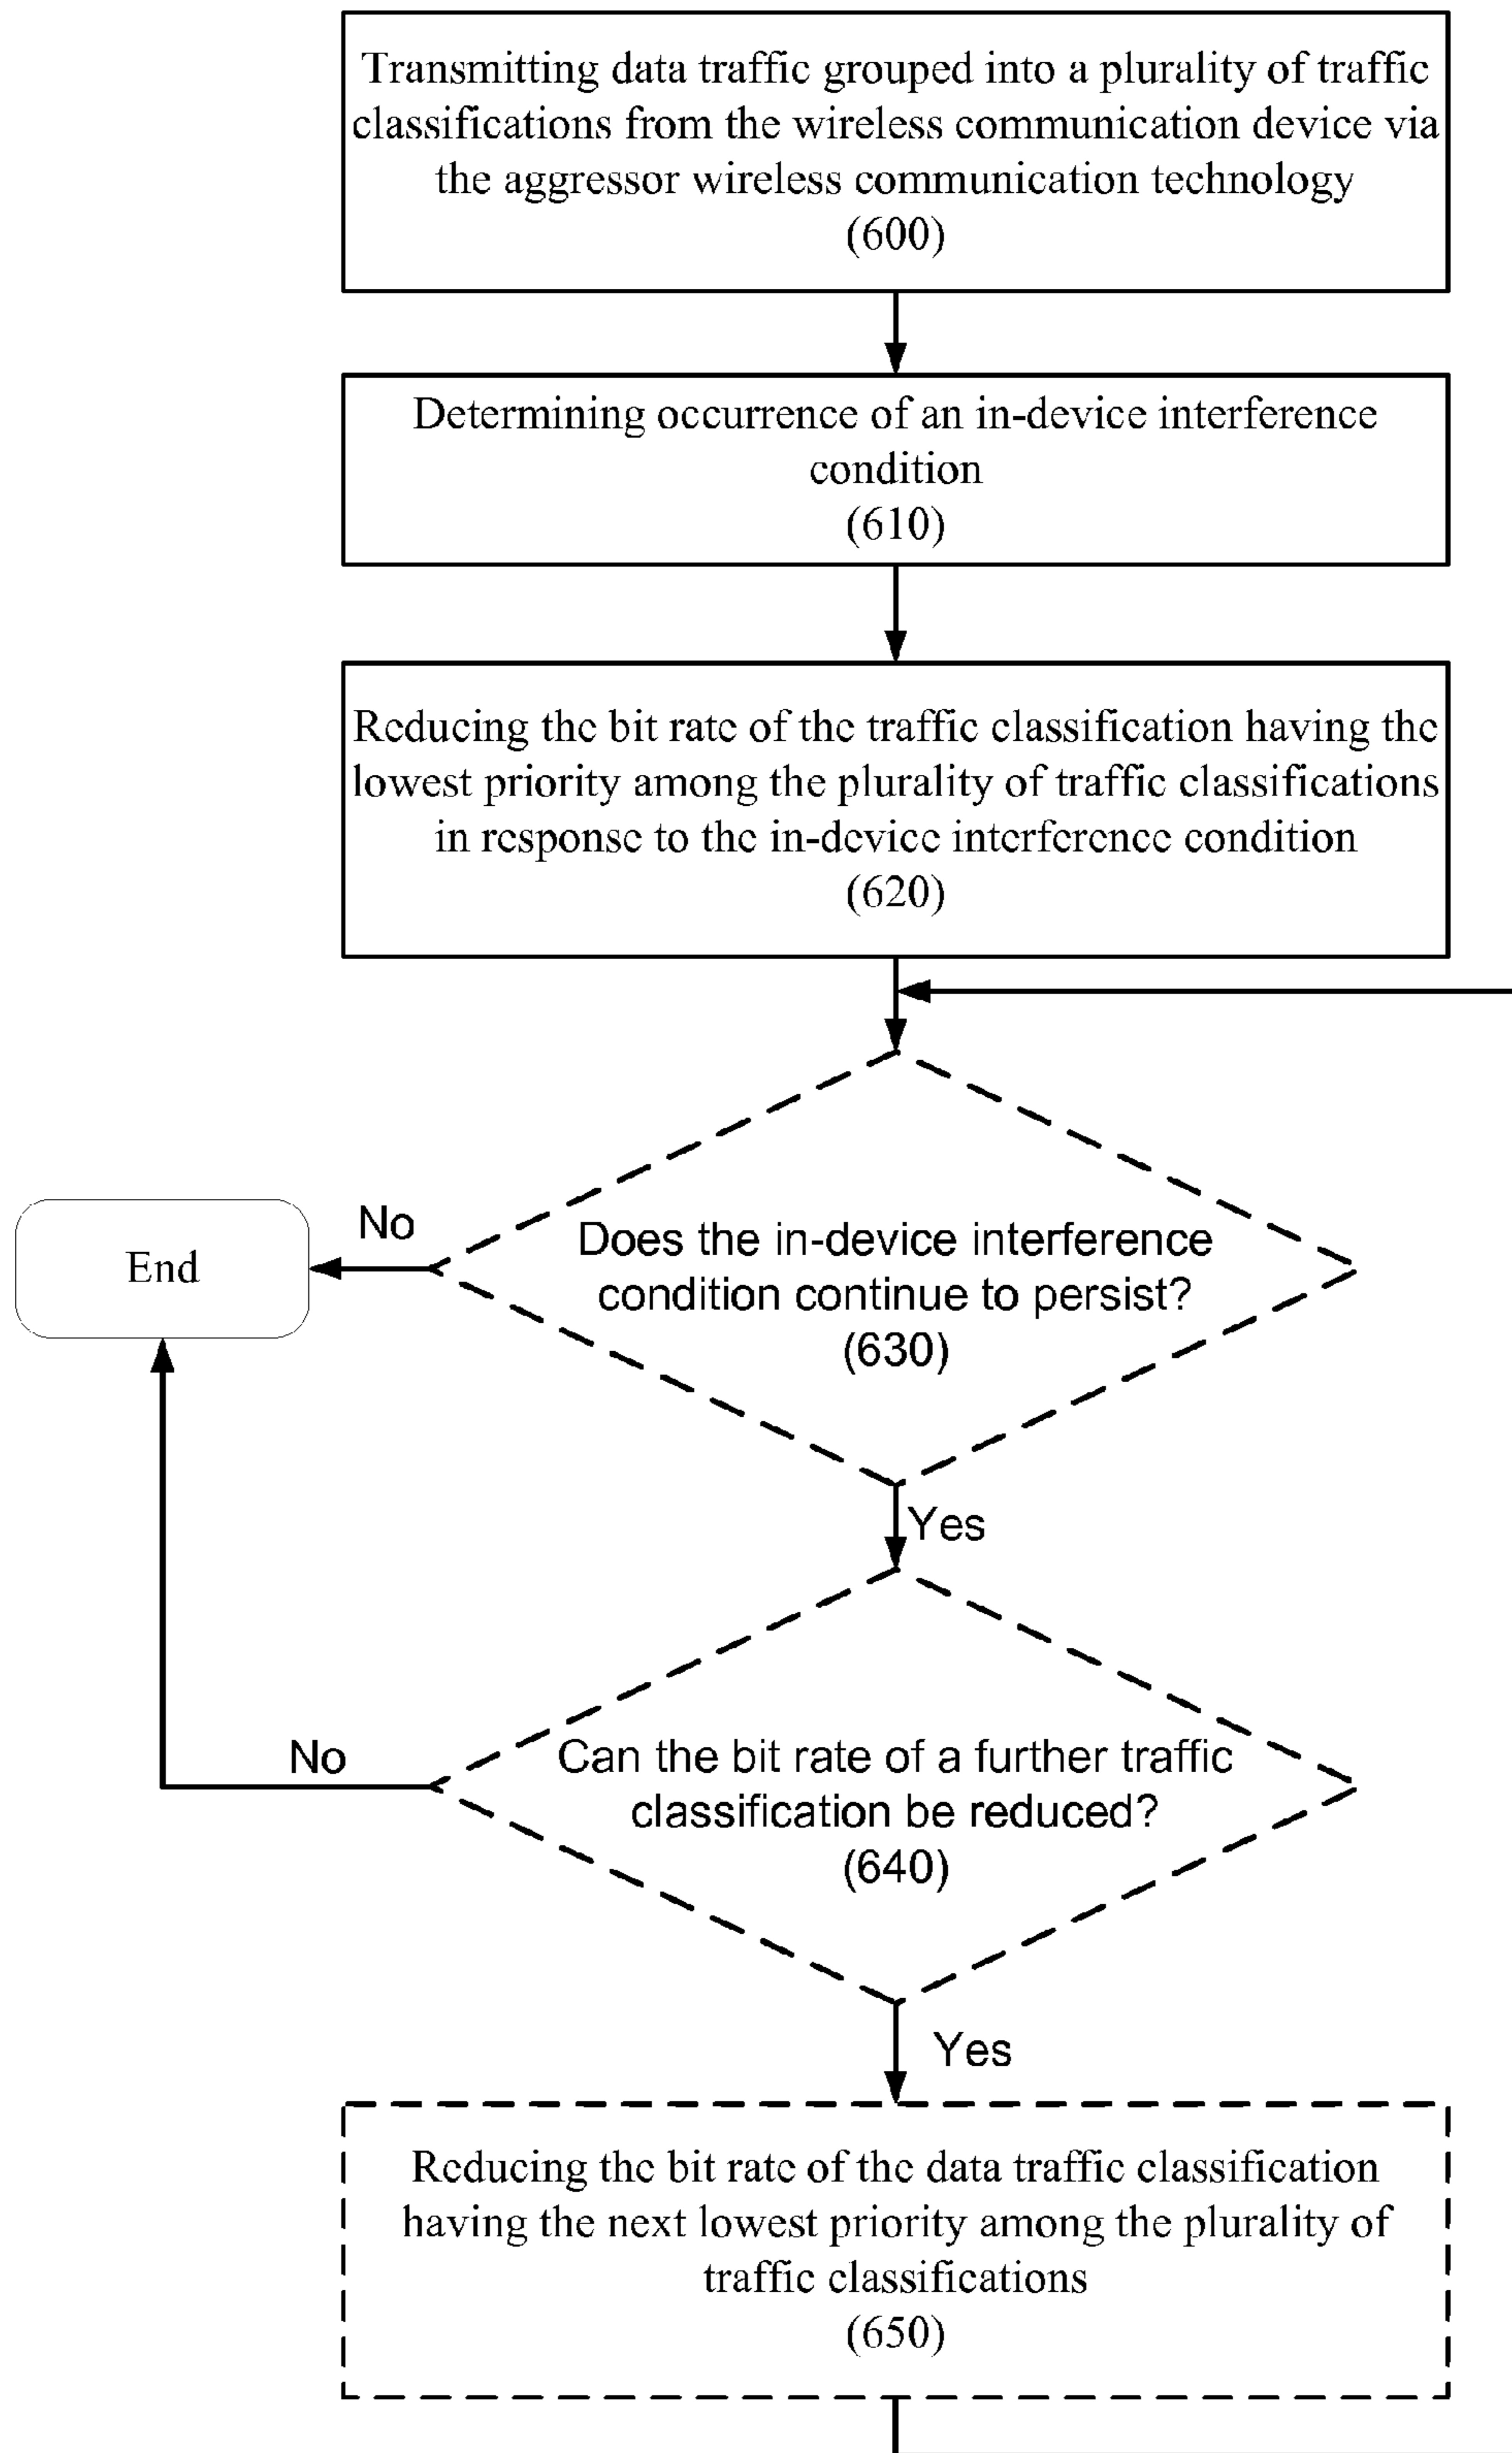 Transmitting data traffic grouped into a plurality of traffic
classifications from the wireless communication device via
the aggressor wireless communication technology
(600)
Determining occurrence of an in-device interference
condition
(610)
Reducing the bit rate of the traffic classification having the
lowest priority among the plurality of traffic classifications
in response to the in-device interference condition
(620)
No
End
Does the in-device interference
condition continue to persist?
(630)
Yes
No
Can the bit rate of a further traffic
classification be reduced?
(640)
Yes
Reducing the bit rate of the data traffic classification
having the next lowest priority among the plurality of
traffic classifications
(650)